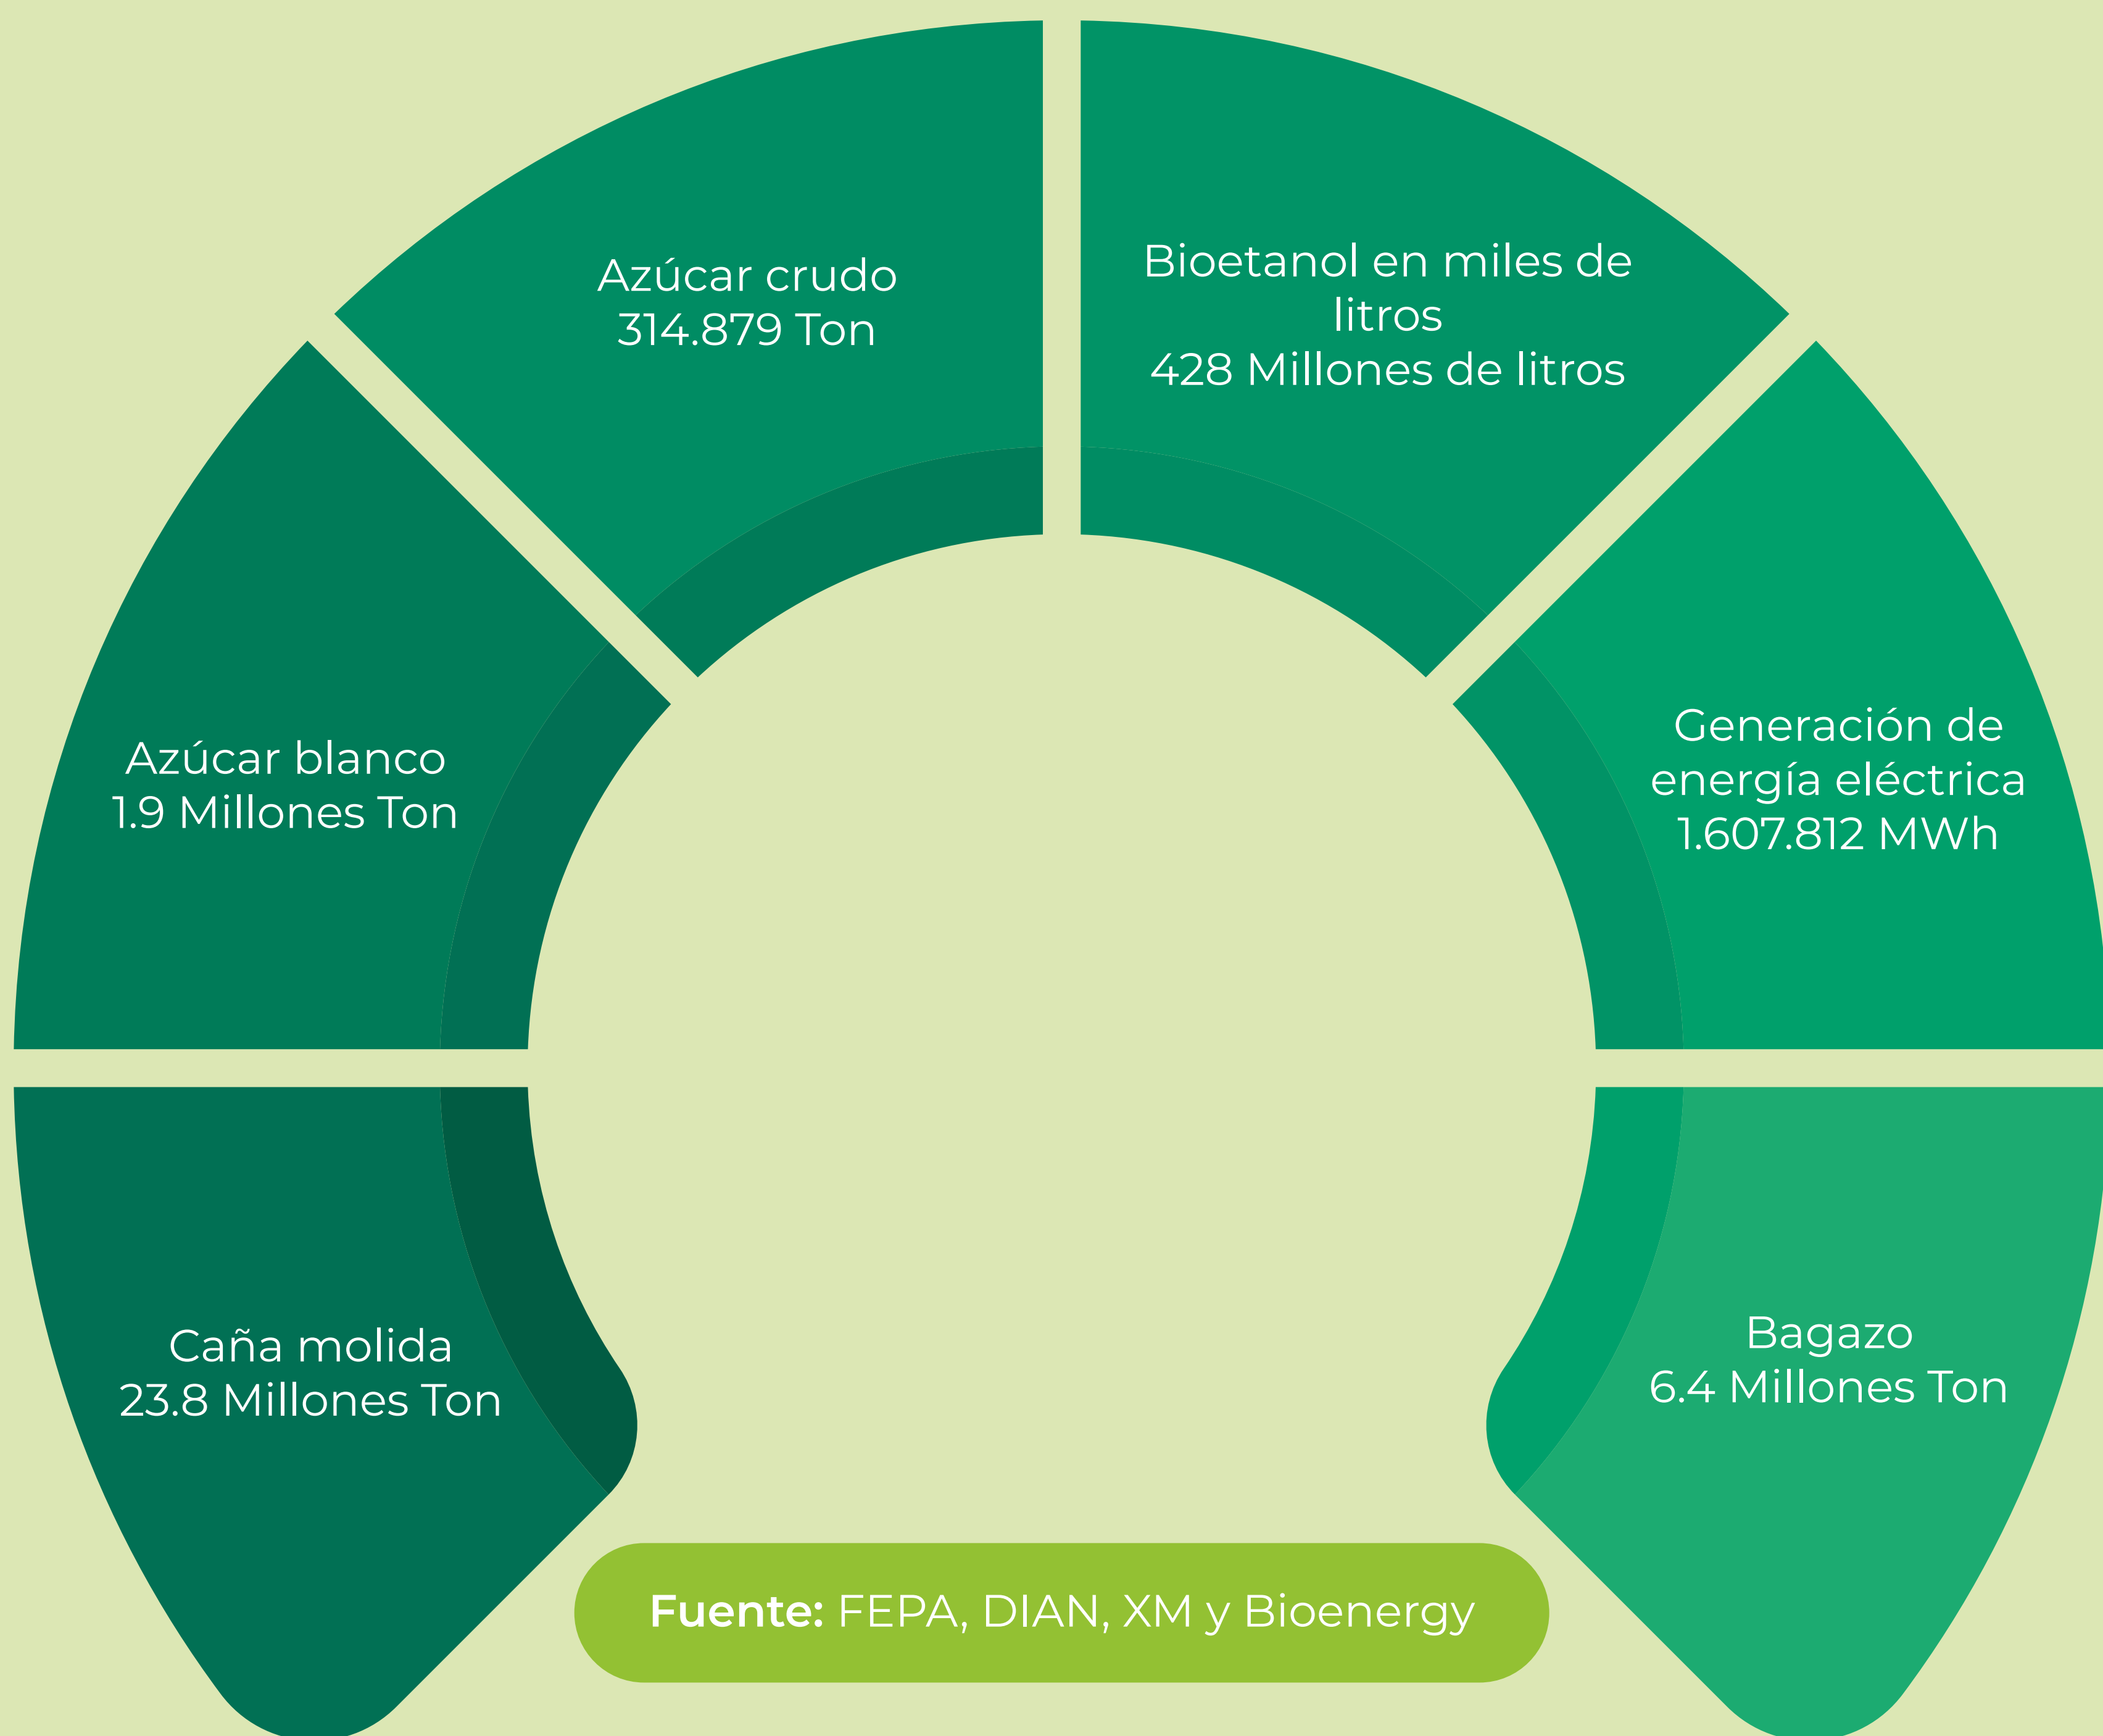 Azúcar crudo
314.879 Ton
Bioetanol en miles de
litros
428 Millones de litros
Azúcar blanco
1.9 Millones Ton
Generación de
energía eléctrica
1.607.812 MWh
Caña molida
23.8 Millones Ton
Bagazo
6.4 Millones Ton
Fuente: FEPA, DIAN, XM y Bioenergy